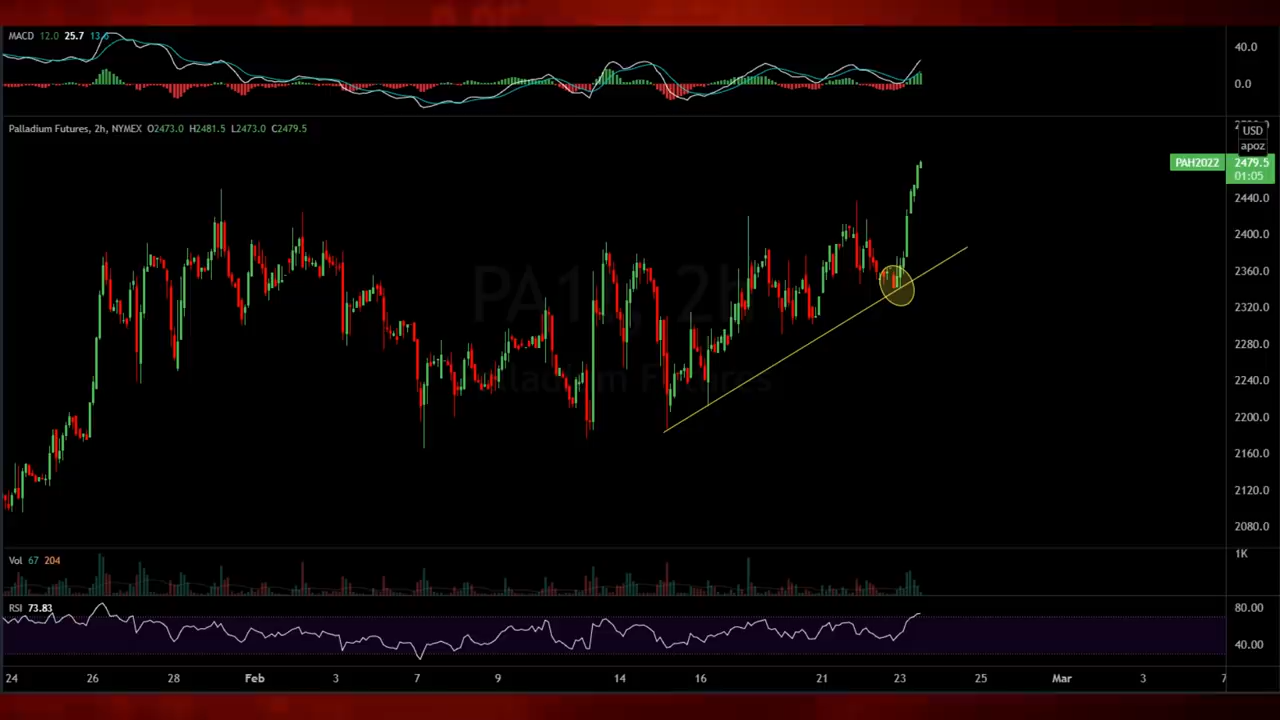 MACD 12.0 25.7 13.6
40.0
0.0
Palladium Futures, 2h, NYMEX O2473.0 H2481.5 L2473.0 C2479.5
USD
apoz
PAH2022 2479.5
01:05
2440.0
2400.0
2360.0
2320.0
2280.0
2240.0
2200.0
2160.0
2120.0
2080.0
Palladium Futures
Vol 67 204
1K
RSI 73.83
80.00
40.00
24 26 28 Feb 3 7 9 14 16 21 23 25 Mar 3 7